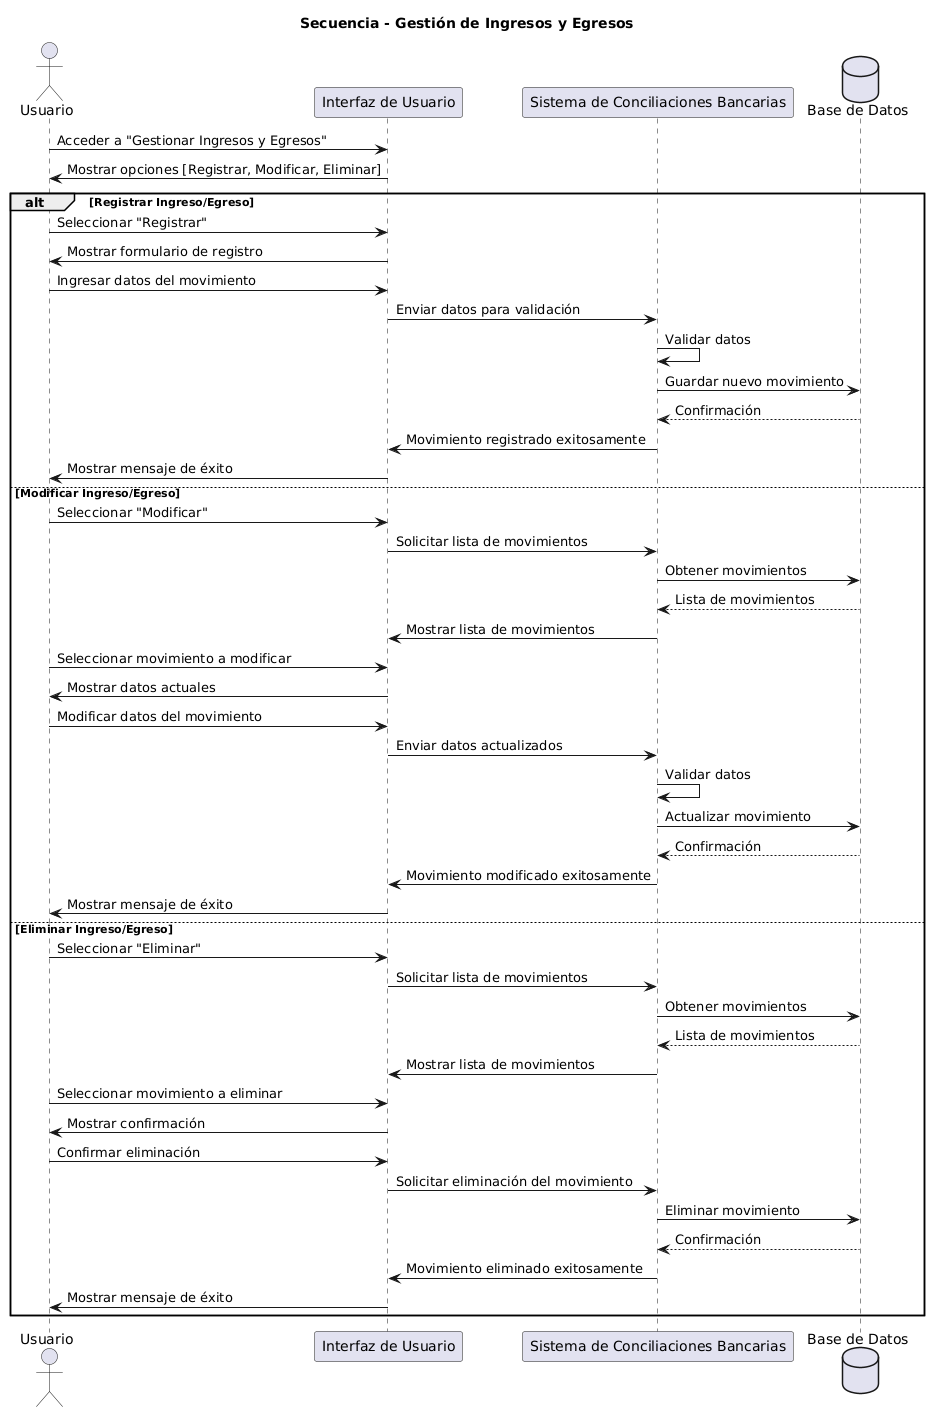 Secuencia - Gestión de Ingresos y Egresos
Usuario
Interfaz de Usuario
Sistema de Conciliaciones Bancarias
Base de Datos
Acceder a "Gestionar Ingresos y Egresos"
Mostrar opciones [Registrar, Modificar, Eliminar]
alt
[Registrar Ingreso/Egreso]
Seleccionar "Registrar"
Mostrar formulario de registro
Ingresar datos del movimiento
Enviar datos para validación
Validar datos
Guardar nuevo movimiento
Confirmación
Movimiento registrado exitosamente
Mostrar mensaje de éxito
[Modificar Ingreso/Egreso]
Seleccionar "Modificar"
Solicitar lista de movimientos
Obtener movimientos
Lista de movimientos
Mostrar lista de movimientos
Seleccionar movimiento a modificar
Mostrar datos actuales
Modificar datos del movimiento
Enviar datos actualizados
Validar datos
Actualizar movimiento
Confirmación
Movimiento modificado exitosamente
Mostrar mensaje de éxito
[Eliminar Ingreso/Egreso]
Seleccionar "Eliminar"
Solicitar lista de movimientos
Obtener movimientos
Lista de movimientos
Mostrar lista de movimientos
Seleccionar movimiento a eliminar
Mostrar confirmación
Confirmar eliminación
Solicitar eliminación del movimiento
Eliminar movimiento
Confirmación
Movimiento eliminado exitosamente
Mostrar mensaje de éxito
Usuario
Interfaz de Usuario
Sistema de Conciliaciones Bancarias
Base de Datos